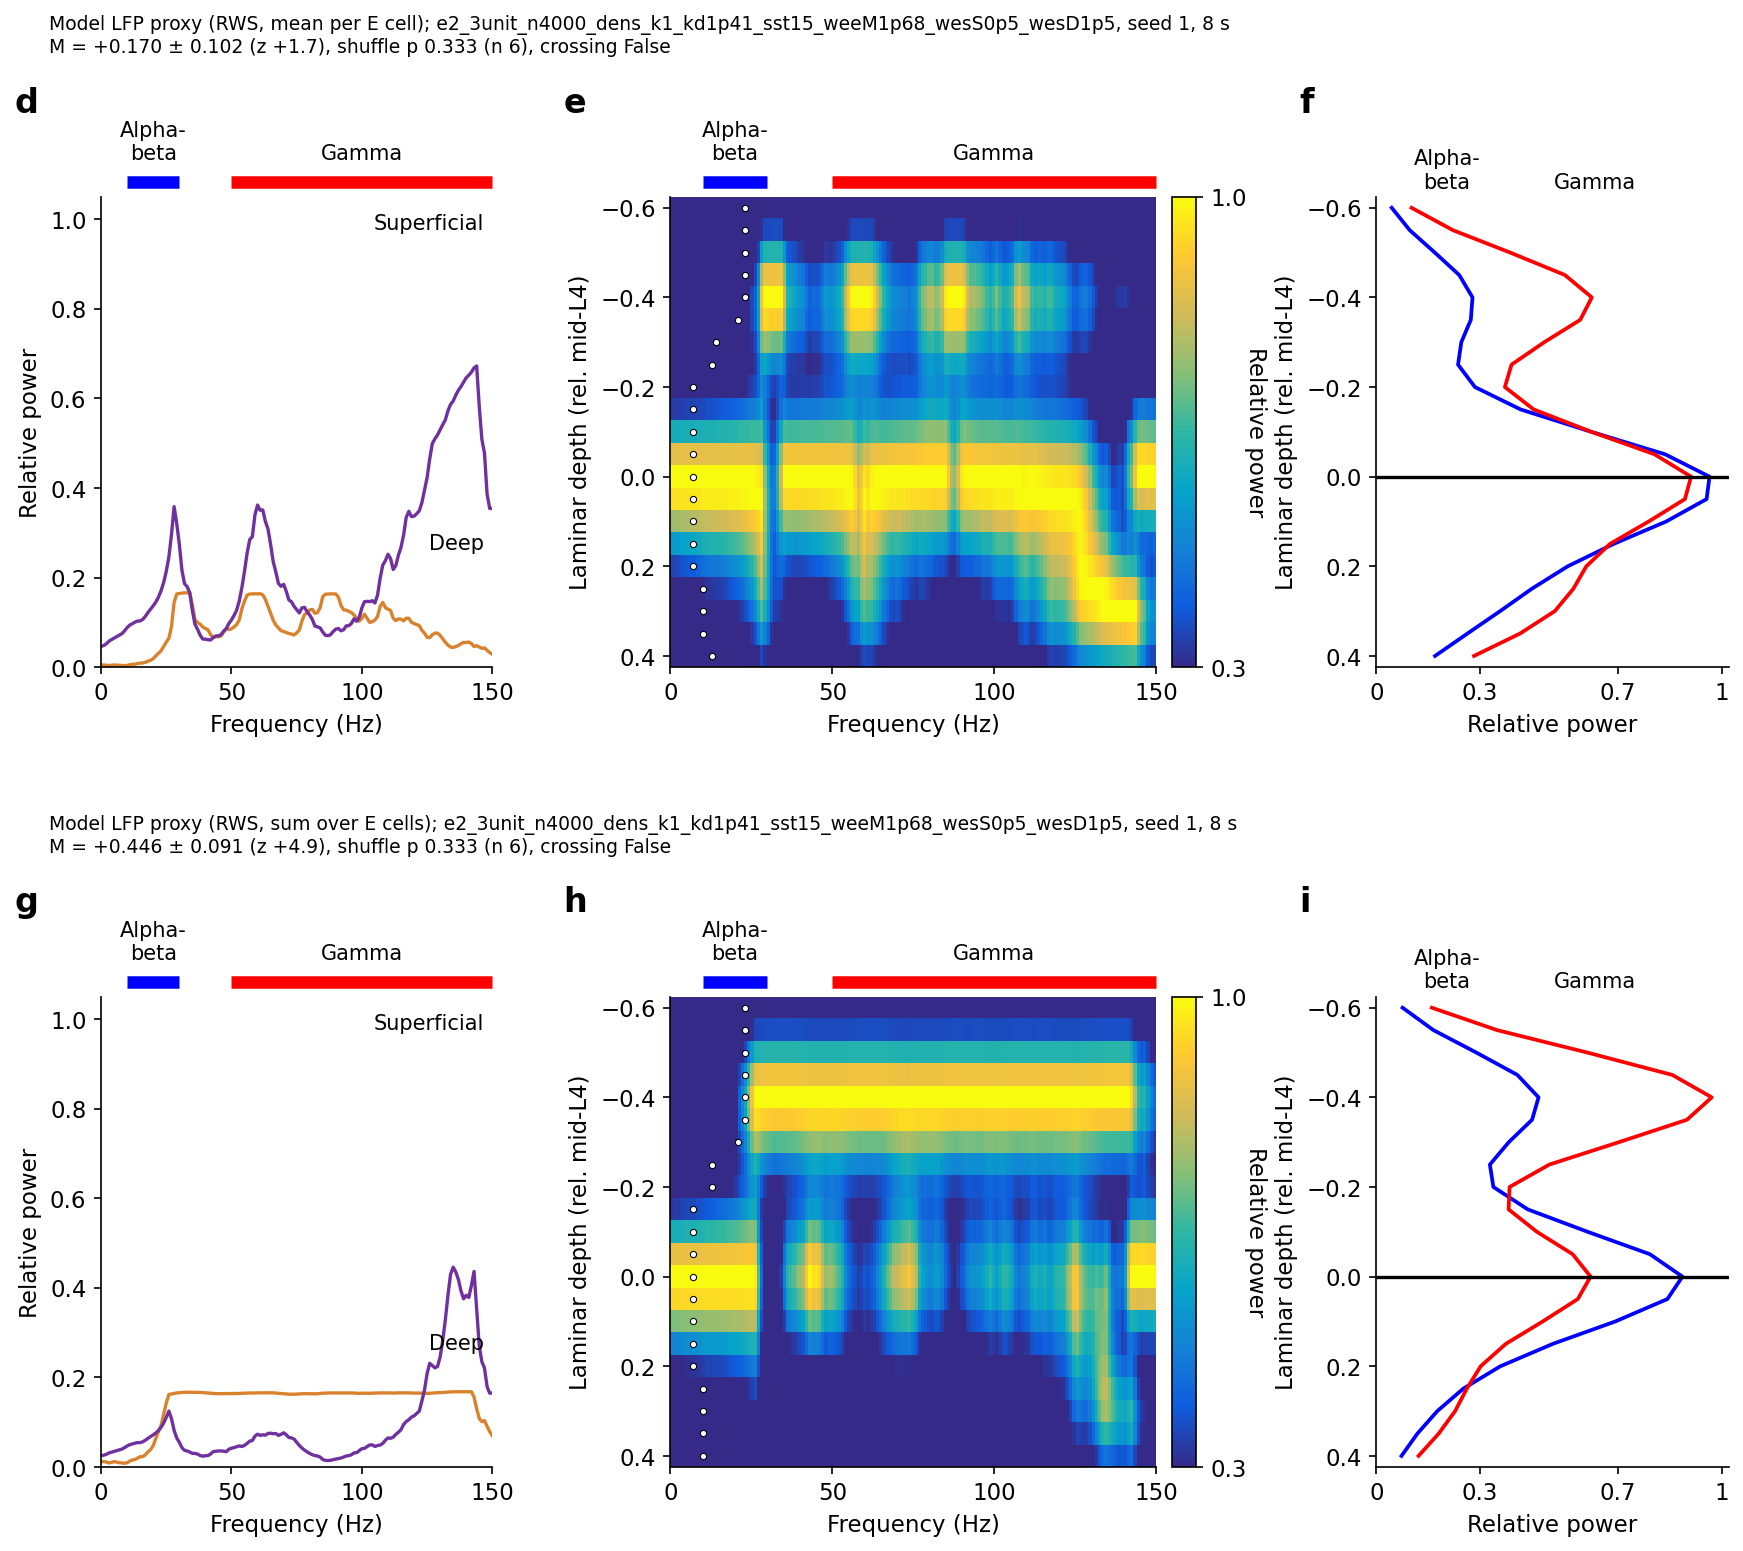 Model LFP proxy (RWS, mean per E cell); e2_3unit_n4000_dens_k1_kd1p41_sst15_weeM1p68_wesS0p5_wesD1p5, seed 1, 8 s
M = +0.170 ± 0.102 (z +1.7), shuffle p 0.333 (n 6), crossing False
d
Alpha-
beta
Gamma
Superficial
Deep
1.0
0.8
0.6
0.4
0.2
0.0
Relative power
0 50 100 150
Frequency (Hz)
e
Alpha-
beta
Gamma
−0.6
−0.4
−0.2
0.0
0.2
0.4
Laminar depth (rel. mid-L4)
0 50 100 150
Frequency (Hz)
1.0
0.3
Relative power
f
Alpha-
beta
Gamma
−0.6
−0.4
−0.2
0.0
0.2
0.4
Laminar depth (rel. mid-L4)
0 0.3 0.7 1
Relative power
Model LFP proxy (RWS, sum over E cells); e2_3unit_n4000_dens_k1_kd1p41_sst15_weeM1p68_wesS0p5_wesD1p5, seed 1, 8 s
M = +0.446 ± 0.091 (z +4.9), shuffle p 0.333 (n 6), crossing False
g
Alpha-
beta
Gamma
Superficial
Deep
1.0
0.8
0.6
0.4
0.2
0.0
Relative power
0 50 100 150
Frequency (Hz)
h
Alpha-
beta
Gamma
−0.6
−0.4
−0.2
0.0
0.2
0.4
Laminar depth (rel. mid-L4)
0 50 100 150
Frequency (Hz)
1.0
0.3
Relative power
i
Alpha-
beta
Gamma
−0.6
−0.4
−0.2
0.0
0.2
0.4
Laminar depth (rel. mid-L4)
0 0.3 0.7 1
Relative power